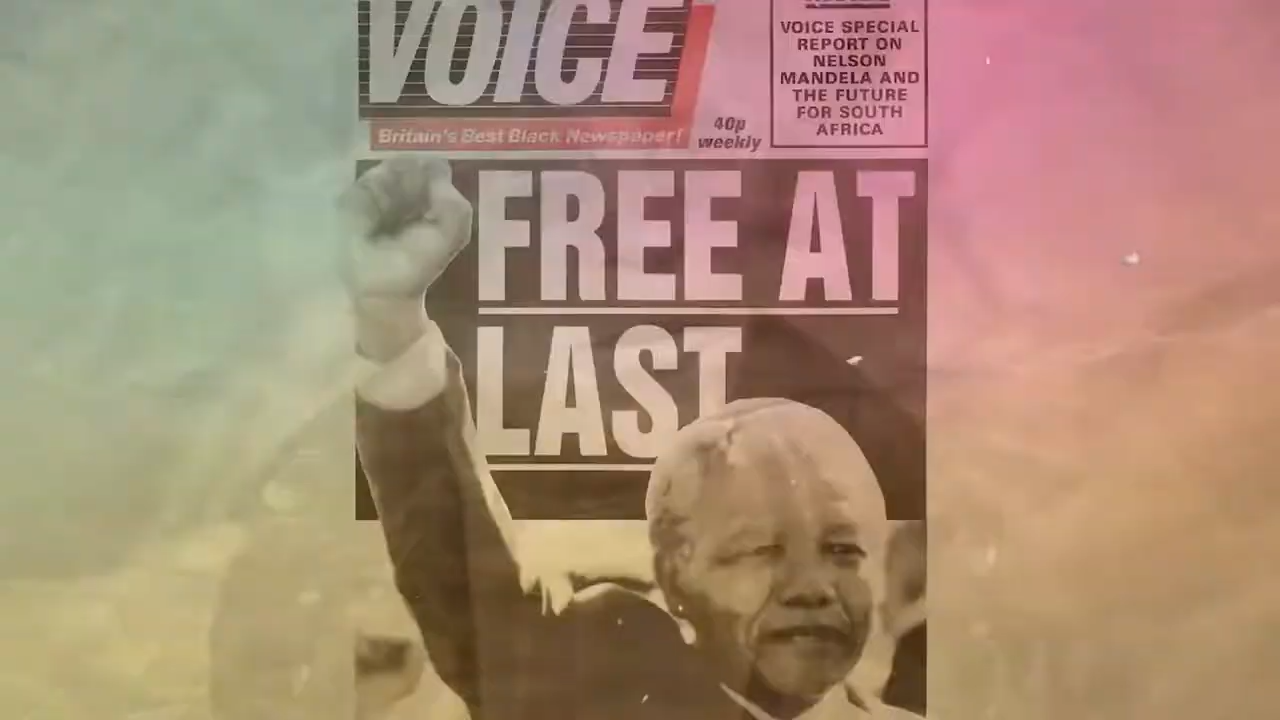 VOICE
Britain's Best Black Newspaper!
40p
weekly
VOICE SPECIAL
REPORT ON
NELSON
MANDELA AND
THE FUTURE
FOR SOUTH
AFRICA
FREE AT
LAST